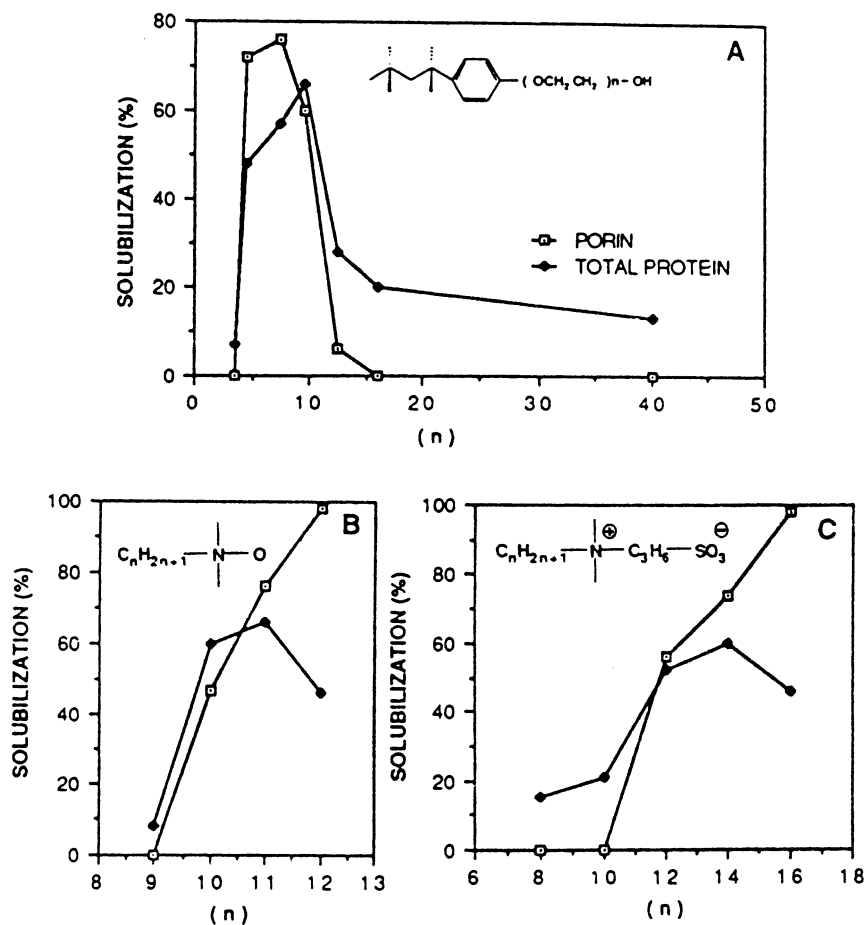 A
80
60
40
20
0
SOLUBILIZATION (%)
( OCH₂ CH₂ )n - OH
PORIN
TOTAL PROTEIN
0 10 20 30 40 50
( n )
B
100
80
60
40
20
0
SOLUBILIZATION (%)
CnH2n+1 N O
8 9 10 11 12 13
( n )
C
100
80
60
40
20
0
SOLUBILIZATION (%)
CnH2n+1 N ⊕ C₃H₆ SO₃ ⊖
6 8 10 12 14 16 18
( n )